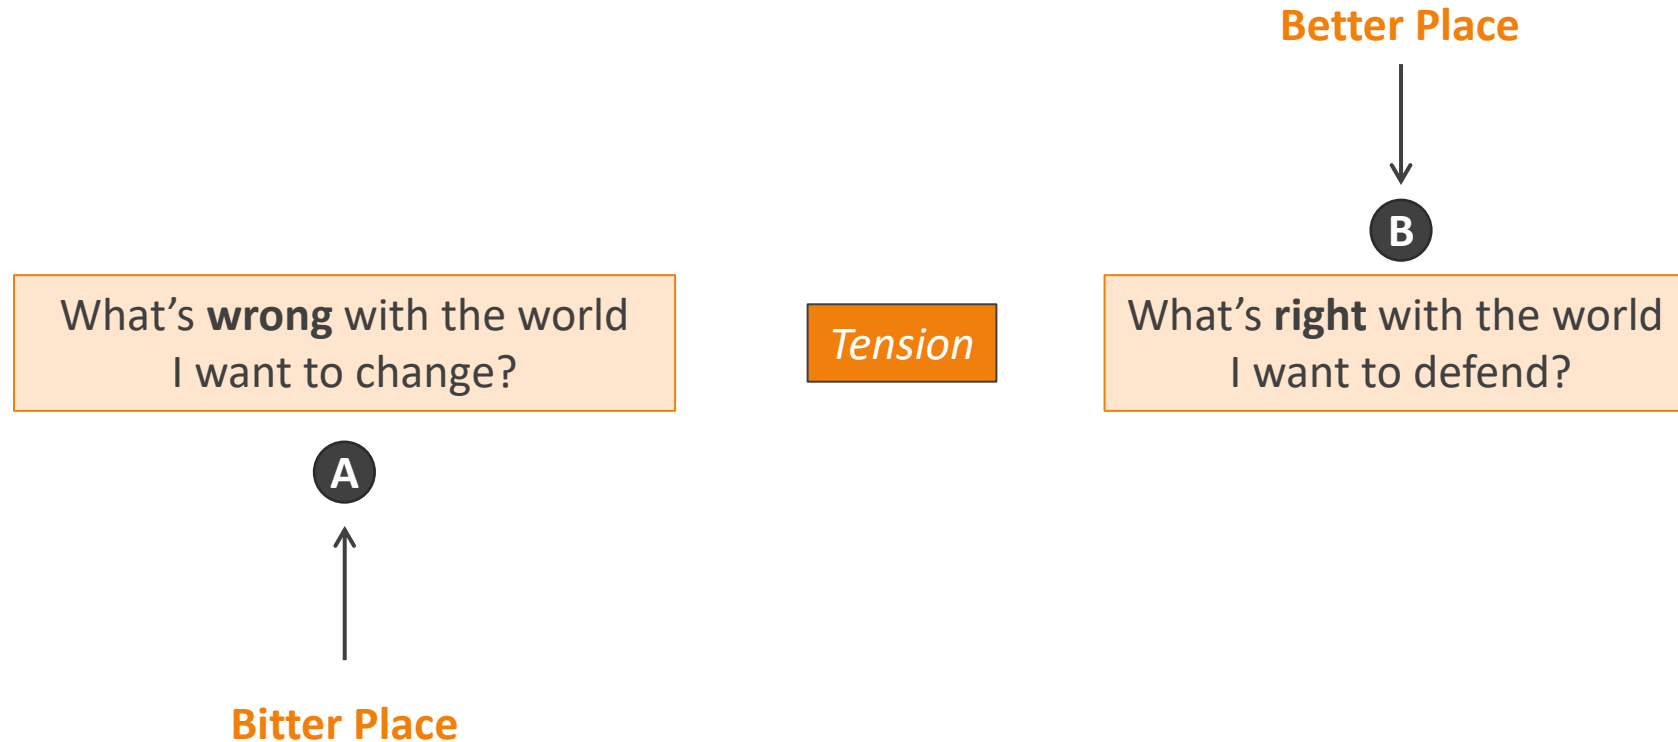 Better Place
B
What's wrong with the world
I want to change?
Tension
What's right with the world
I want to defend?
A
Bitter Place